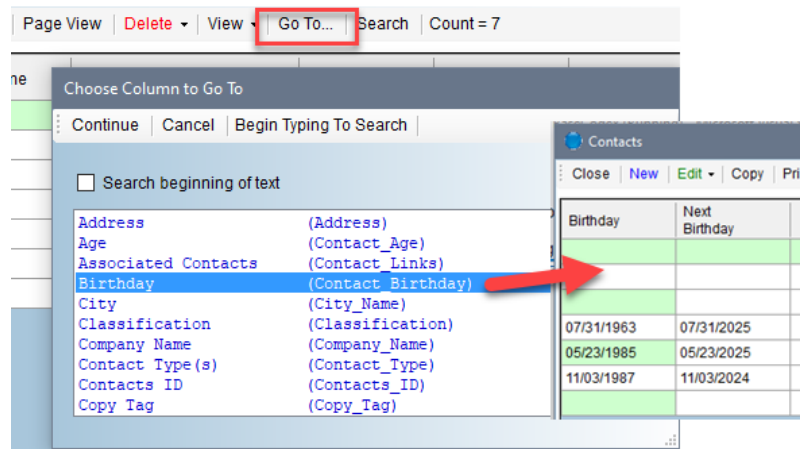 Page View Delete View Go To... Search Count = 7
Choose Column to Go To
Continue Cancel Begin Typing To Search
Search beginning of text
Address (Address)
Age (Contact_Age)
Associated Contacts (Contact_Links)
Birthday (Contact_Birthday)
City (City_Name)
Classification (Classification)
Company Name (Company_Name)
Contact Type(s) (Contact_Type)
Contacts ID (Contacts_ID)
Copy Tag (Copy_Tag)
Contacts
Close New Edit Copy Pri
Birthday Next
Birthday
07/31/1963 07/31/2025
05/23/1985 05/23/2025
11/03/1987 11/03/2024